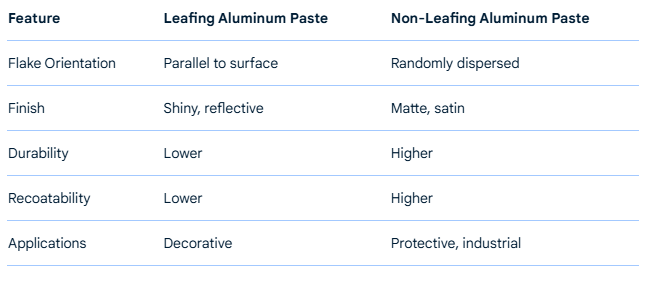 Feature Leafing Aluminum Paste Non-Leafing Aluminum Paste
Flake Orientation Parallel to surface Randomly dispersed
Finish Shiny, reflective Matte, satin
Durability Lower Higher
Recoatability Lower Higher
Applications Decorative Protective, industrial